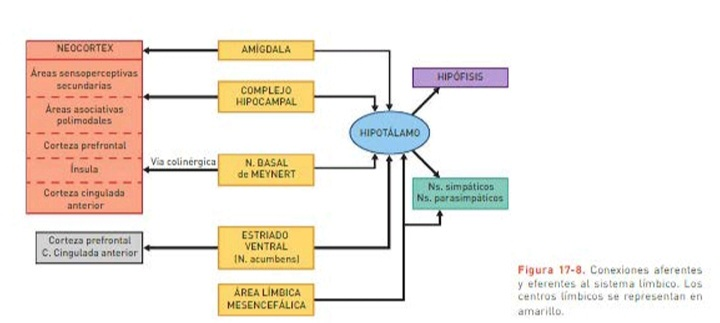 NEOCORTEX
Áreas sensoperceptivas
secundarias
Áreas asociativas
polimodales
Corteza prefrontal
Ínsula
Corteza cingulada
anterior
Corteza prefrontal
C. Cingulada anterior
Vía colinérgica
AMÍGDALA
COMPLEJO
HIPOCAMPAL
N. BASAL
de MEYNERT
ESTRIADO
VENTRAL
(N. acumbens)
ÁREA LÍMBICA
MESENCEFÁLICA
HIPOTÁLAMO
HIPÓFISIS
Ns. simpáticos
Ns. parasimpáticos
Figura 17-8. Conexiones aferentes
y eferentes al sistema límbico. Los
centros límbicos se representan en
amarillo.